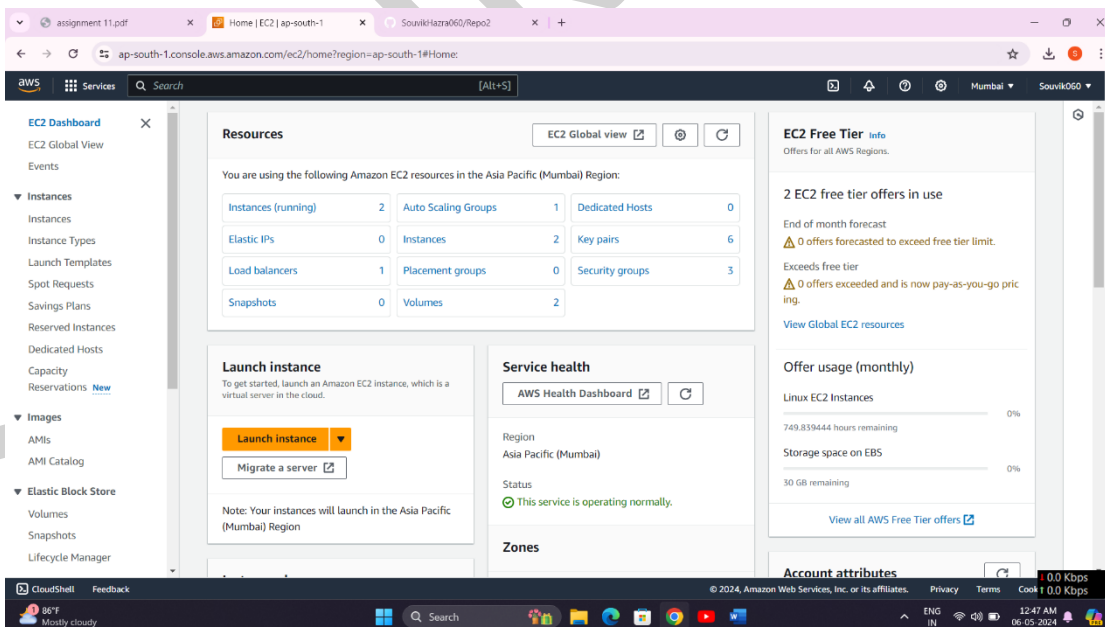 assignment 11.pdf
Home | EC2 | ap-south-1
SouvikHazra060/Repo2
ap-south-1.console.aws.amazon.com/ec2/home?region=ap-south-1#Home:
S
aws
Services
Search
[Alt+S]
Mumbai
Souvik060
EC2 Dashboard
EC2 Global View
Events
Instances
Instances
Instance Types
Launch Templates
Spot Requests
Savings Plans
Reserved Instances
Dedicated Hosts
Capacity
Reservations New
Images
AMIs
AMI Catalog
Elastic Block Store
Volumes
Snapshots
Lifecycle Manager
Resources
EC2 Global view
You are using the following Amazon EC2 resources in the Asia Pacific (Mumbai) Region:
Instances (running) 2 Auto Scaling Groups 1 Dedicated Hosts 0
Elastic IPs 0 Instances 2 Key pairs 6
Load balancers 1 Placement groups 0 Security groups 3
Snapshots 0 Volumes 2
Launch instance
To get started, launch an Amazon EC2 instance, which is a
virtual server in the cloud.
Launch instance
Migrate a server
Note: Your instances will launch in the Asia Pacific
(Mumbai) Region
Service health
AWS Health Dashboard
Region
Asia Pacific (Mumbai)
Status
This service is operating normally.
Zones
EC2 Free Tier Info
Offers for all AWS Regions.
2 EC2 free tier offers in use
End of month forecast
0 offers forecasted to exceed free tier limit.
Exceeds free tier
0 offers exceeded and is now pay-as-you-go pric
ing.
View Global EC2 resources
Offer usage (monthly)
Linux EC2 Instances
0%
749.839444 hours remaining
Storage space on EBS
0%
30 GB remaining
View all AWS Free Tier offers
Account attributes
CloudShell Feedback
© 2024, Amazon Web Services, Inc. or its affiliates. Privacy Terms
0.0 Kbps
0.0 Kbps
1
86°F
Mostly cloudy
Search
ENG
IN
12:47 AM
06-05-2024